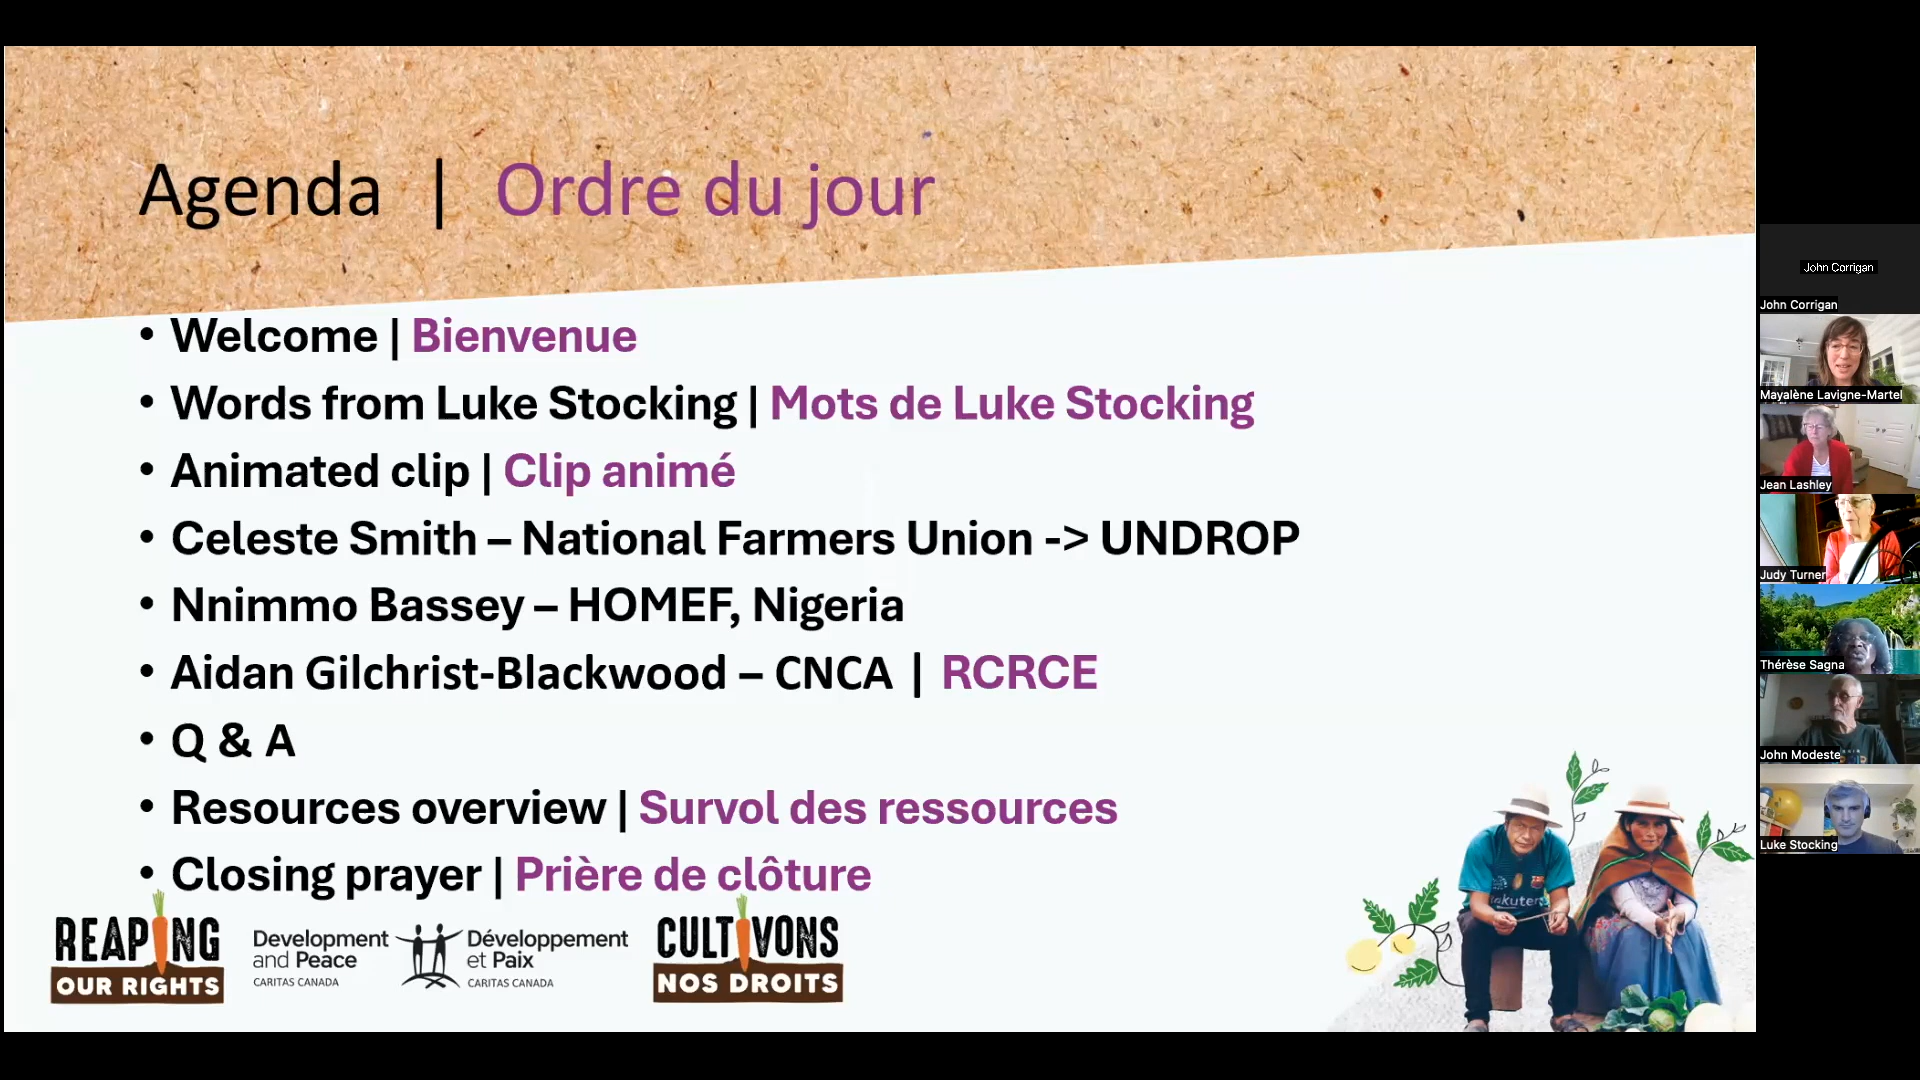 Agenda | Ordre du jour
• Welcome | Bienvenue
• Words from Luke Stocking | Mots de Luke Stocking
• Animated clip | Clip animé
• Celeste Smith – National Farmers Union -> UNDROP
• Nnimmo Bassey – HOMEF, Nigeria
• Aidan Gilchrist-Blackwood – CNCA | RCRCE
• Q & A
• Resources overview | Survol des ressources
• Closing prayer | Prière de clôture
REAPING
OUR RIGHTS
Development
and Peace
CARITAS CANADA
Développement
et Paix
CARITAS CANADA
CULTIVONS
NOS DROITS
John Corrigan
John Corrigan
Mayalène Lavigne-Martel
Jean Lashley
Judy Turner
Thérèse Sagna
John Modeste
Luke Stocking